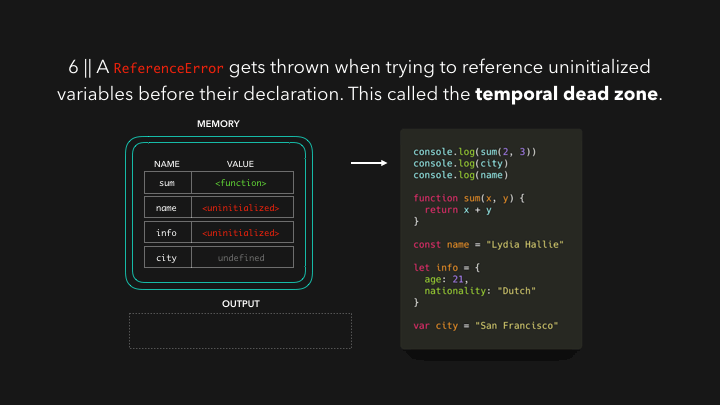 6 || A ReferenceError gets thrown when trying to reference uninitialized
variables before their declaration. This called the temporal dead zone.
MEMORY
NAME VALUE
sum <function>
name <uninitialized>
info <uninitialized>
city undefined
OUTPUT
console.log(sum(2, 3))
console.log(city)
console.log(name)
function sum(x, y) {
return x + y
}
const name = "Lydia Hallie"
let info = {
age: 21,
nationality: "Dutch"
}
var city = "San Francisco"